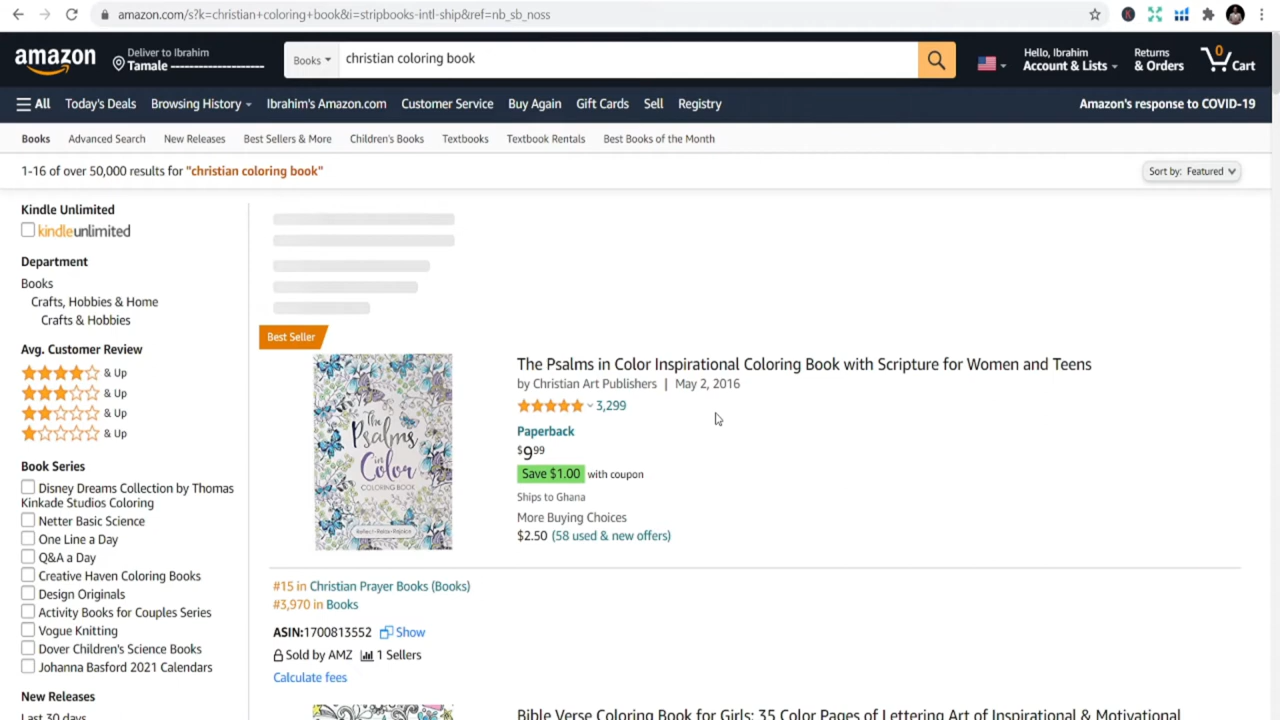 amazon.com/s?k=christian+coloring+book&i=stripbooks-intl-ship&ref=nb_sb_noss
amazon
Deliver to Ibrahim
Tamale
Books
christian coloring book
Hello, Ibrahim
Account & Lists
Returns
& Orders
0
Cart
All
Today's Deals
Browsing History
Ibrahim's Amazon.com
Customer Service
Buy Again
Gift Cards
Sell
Registry
Amazon's response to COVID-19
Books
Advanced Search
New Releases
Best Sellers & More
Children's Books
Textbooks
Textbook Rentals
Best Books of the Month
1-16 of over 50,000 results for "christian coloring book"
Sort by: Featured
Kindle Unlimited
kindleunlimited
Department
Books
Crafts, Hobbies & Home
Crafts & Hobbies
Avg. Customer Review
& Up
& Up
& Up
& Up
Book Series
Disney Dreams Collection by Thomas
Kinkade Studios Coloring
Netter Basic Science
One Line a Day
Q&A a Day
Creative Haven Coloring Books
Design Originals
Activity Books for Couples Series
Vogue Knitting
Dover Children's Science Books
Johanna Basford 2021 Calendars
New Releases
Last 30 days
Best Seller
The
Psalms
in
Color
COLORING BOOK
Reflect • Relax • Rejoice
The Psalms in Color Inspirational Coloring Book with Scripture for Women and Teens
by Christian Art Publishers | May 2, 2016
3,299
Paperback
$9.99
Save $1.00 with coupon
Ships to Ghana
More Buying Choices
$2.50 (58 used & new offers)
#15 in Christian Prayer Books (Books)
#3,970 in Books
ASIN:1700813552 Show
Sold by AMZ 1 Sellers
Calculate fees
Bible Verse Coloring Book for Girls: 35 Color Pages of Lettering Art of Inspirational & Motivational